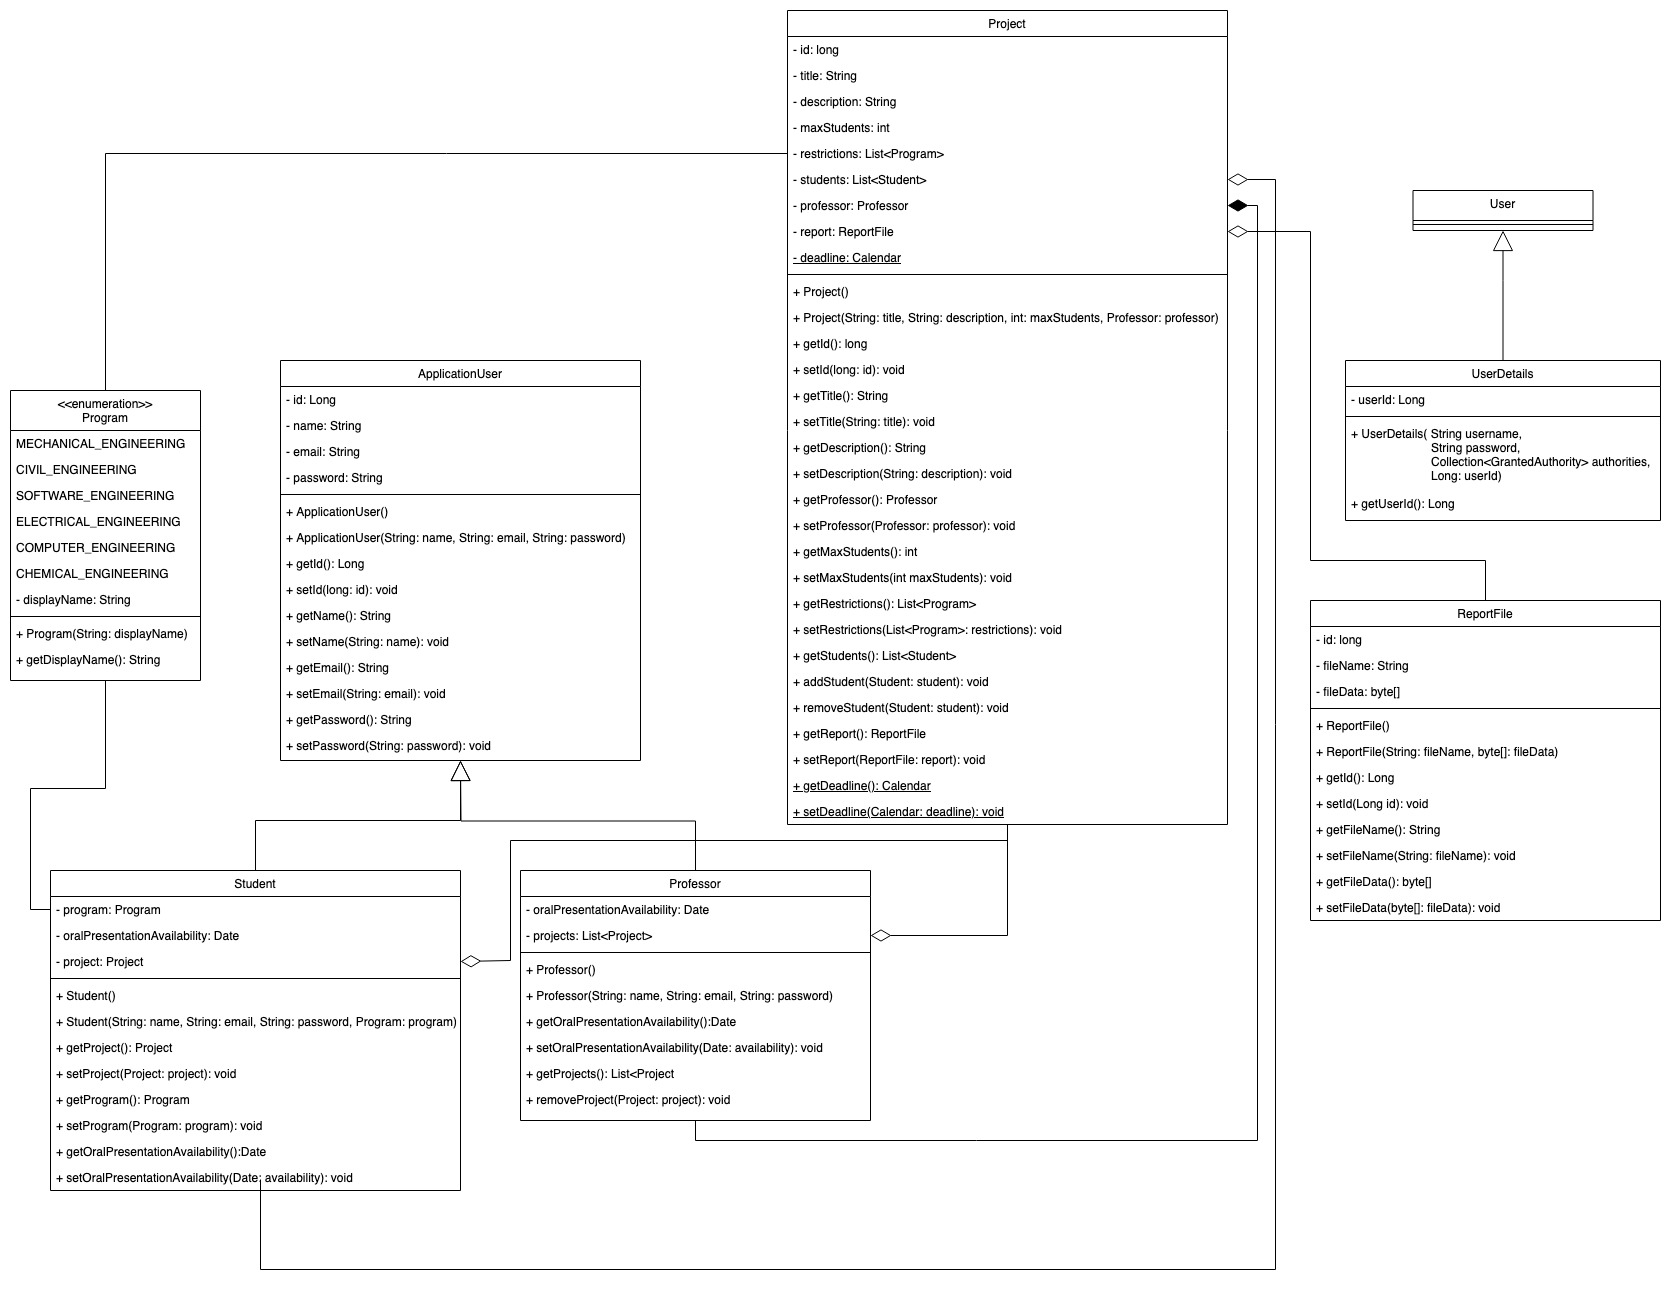 Project
- id: long
- title: String
- description: String
- maxStudents: int
- restrictions: List<Program>
- students: List<Student>
- professor: Professor
- report: ReportFile
- deadline: Calendar
+ Project()
+ Project(String: title, String: description, int: maxStudents, Professor: professor)
+ getId(): long
+ setId(long: id): void
+ getTitle(): String
+ setTitle(String: title): void
+ getDescription(): String
+ setDescription(String: description): void
+ getProfessor(): Professor
+ setProfessor(Professor: professor): void
+ getMaxStudents(): int
+ setMaxStudents(int maxStudents): void
+ getRestrictions(): List<Program>
+ setRestrictions(List<Program>: restrictions): void
+ getStudents(): List<Student>
+ addStudent(Student: student): void
+ removeStudent(Student: student): void
+ getReport(): ReportFile
+ setReport(ReportFile: report): void
+ getDeadline(): Calendar
+ setDeadline(Calendar: deadline): void
User
UserDetails
- userId: Long
+ UserDetails( String username,
String password,
Collection<GrantedAuthority> authorities,
Long: userId)
+ getUserId(): Long
<<enumeration>>
Program
MECHANICAL_ENGINEERING
CIVIL_ENGINEERING
SOFTWARE_ENGINEERING
ELECTRICAL_ENGINEERING
COMPUTER_ENGINEERING
CHEMICAL_ENGINEERING
- displayName: String
+ Program(String: displayName)
+ getDisplayName(): String
ApplicationUser
- id: Long
- name: String
- email: String
- password: String
+ ApplicationUser()
+ ApplicationUser(String: name, String: email, String: password)
+ getId(): Long
+ setId(long: id): void
+ getName(): String
+ setName(String: name): void
+ getEmail(): String
+ setEmail(String: email): void
+ getPassword(): String
+ setPassword(String: password): void
ReportFile
- id: long
- fileName: String
- fileData: byte[]
+ ReportFile()
+ ReportFile(String: fileName, byte[]: fileData)
+ getId(): Long
+ setId(Long id): void
+ getFileName(): String
+ setFileName(String: fileName): void
+ getFileData(): byte[]
+ setFileData(byte[]: fileData): void
Student
- program: Program
- oralPresentationAvailability: Date
- project: Project
+ Student()
+ Student(String: name, String: email, String: password, Program: program)
+ getProject(): Project
+ setProject(Project: project): void
+ getProgram(): Program
+ setProgram(Program: program): void
+ getOralPresentationAvailability():Date
+ setOralPresentationAvailability(Date: availability): void
Professor
- oralPresentationAvailability: Date
- projects: List<Project>
+ Professor()
+ Professor(String: name, String: email, String: password)
+ getOralPresentationAvailability():Date
+ setOralPresentationAvailability(Date: availability): void
+ getProjects(): List<Project
+ removeProject(Project: project): void